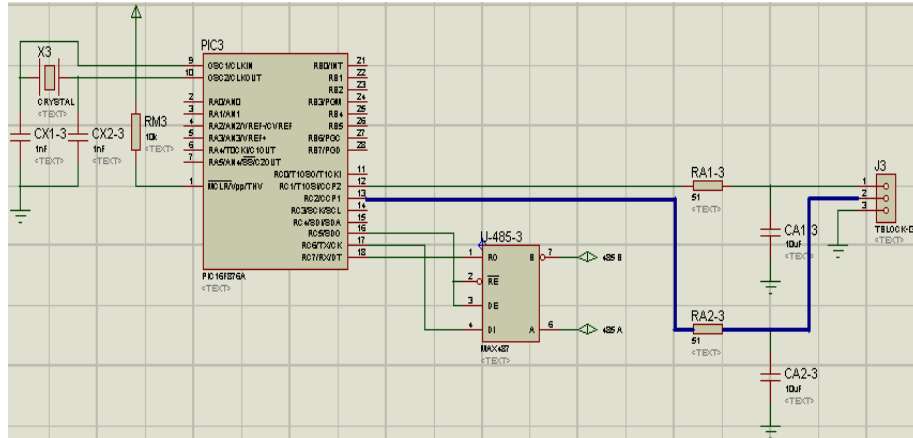 PIC3
X3
CRYSTAL
<TEXT>
CX1-3
1nF
<TEXT>
CX2-3
1nF
<TEXT>
RM3
10k
<TEXT>
9 OSC1/CLKIN
10 OSC2/CLKOUT
2 RA0/AN0
3 RA1/AN1
4 RA2/AN2/VREF-/CVREF
5 RA3/AN3/VREF+
6 RA4/T0CKI/C1OUT
7 RA5/AN4/SS/C2OUT
1 MCLR/Vpp/THV
RB0/INT 21
RB1 22
RB2 23
RB3/PGM 24
RB4 25
RB5 26
RB6/PGC 27
RB7/PGD 28
RC0/T1OSO/T1CKI 11
RC1/T1OSI/CCP2 12
RC2/CCP1 13
RC3/SCK/SCL 14
RC4/SDI/SDA 15
RC5/SDO 16
RC6/TX/CK 17
RC7/RX/DT 18
PIC16F876A
<TEXT>
U-485-3
1 RO
2 RE
3 DE
4 DI
B 7
A 6
485 B
485 A
MAX487
<TEXT>
RA1-3
51
<TEXT>
CA1-3
10uF
<TEXT>
J3
1
2
3
<TEXT>
RA2-3
51
<TEXT>
CA2-3
10uF
<TEXT>